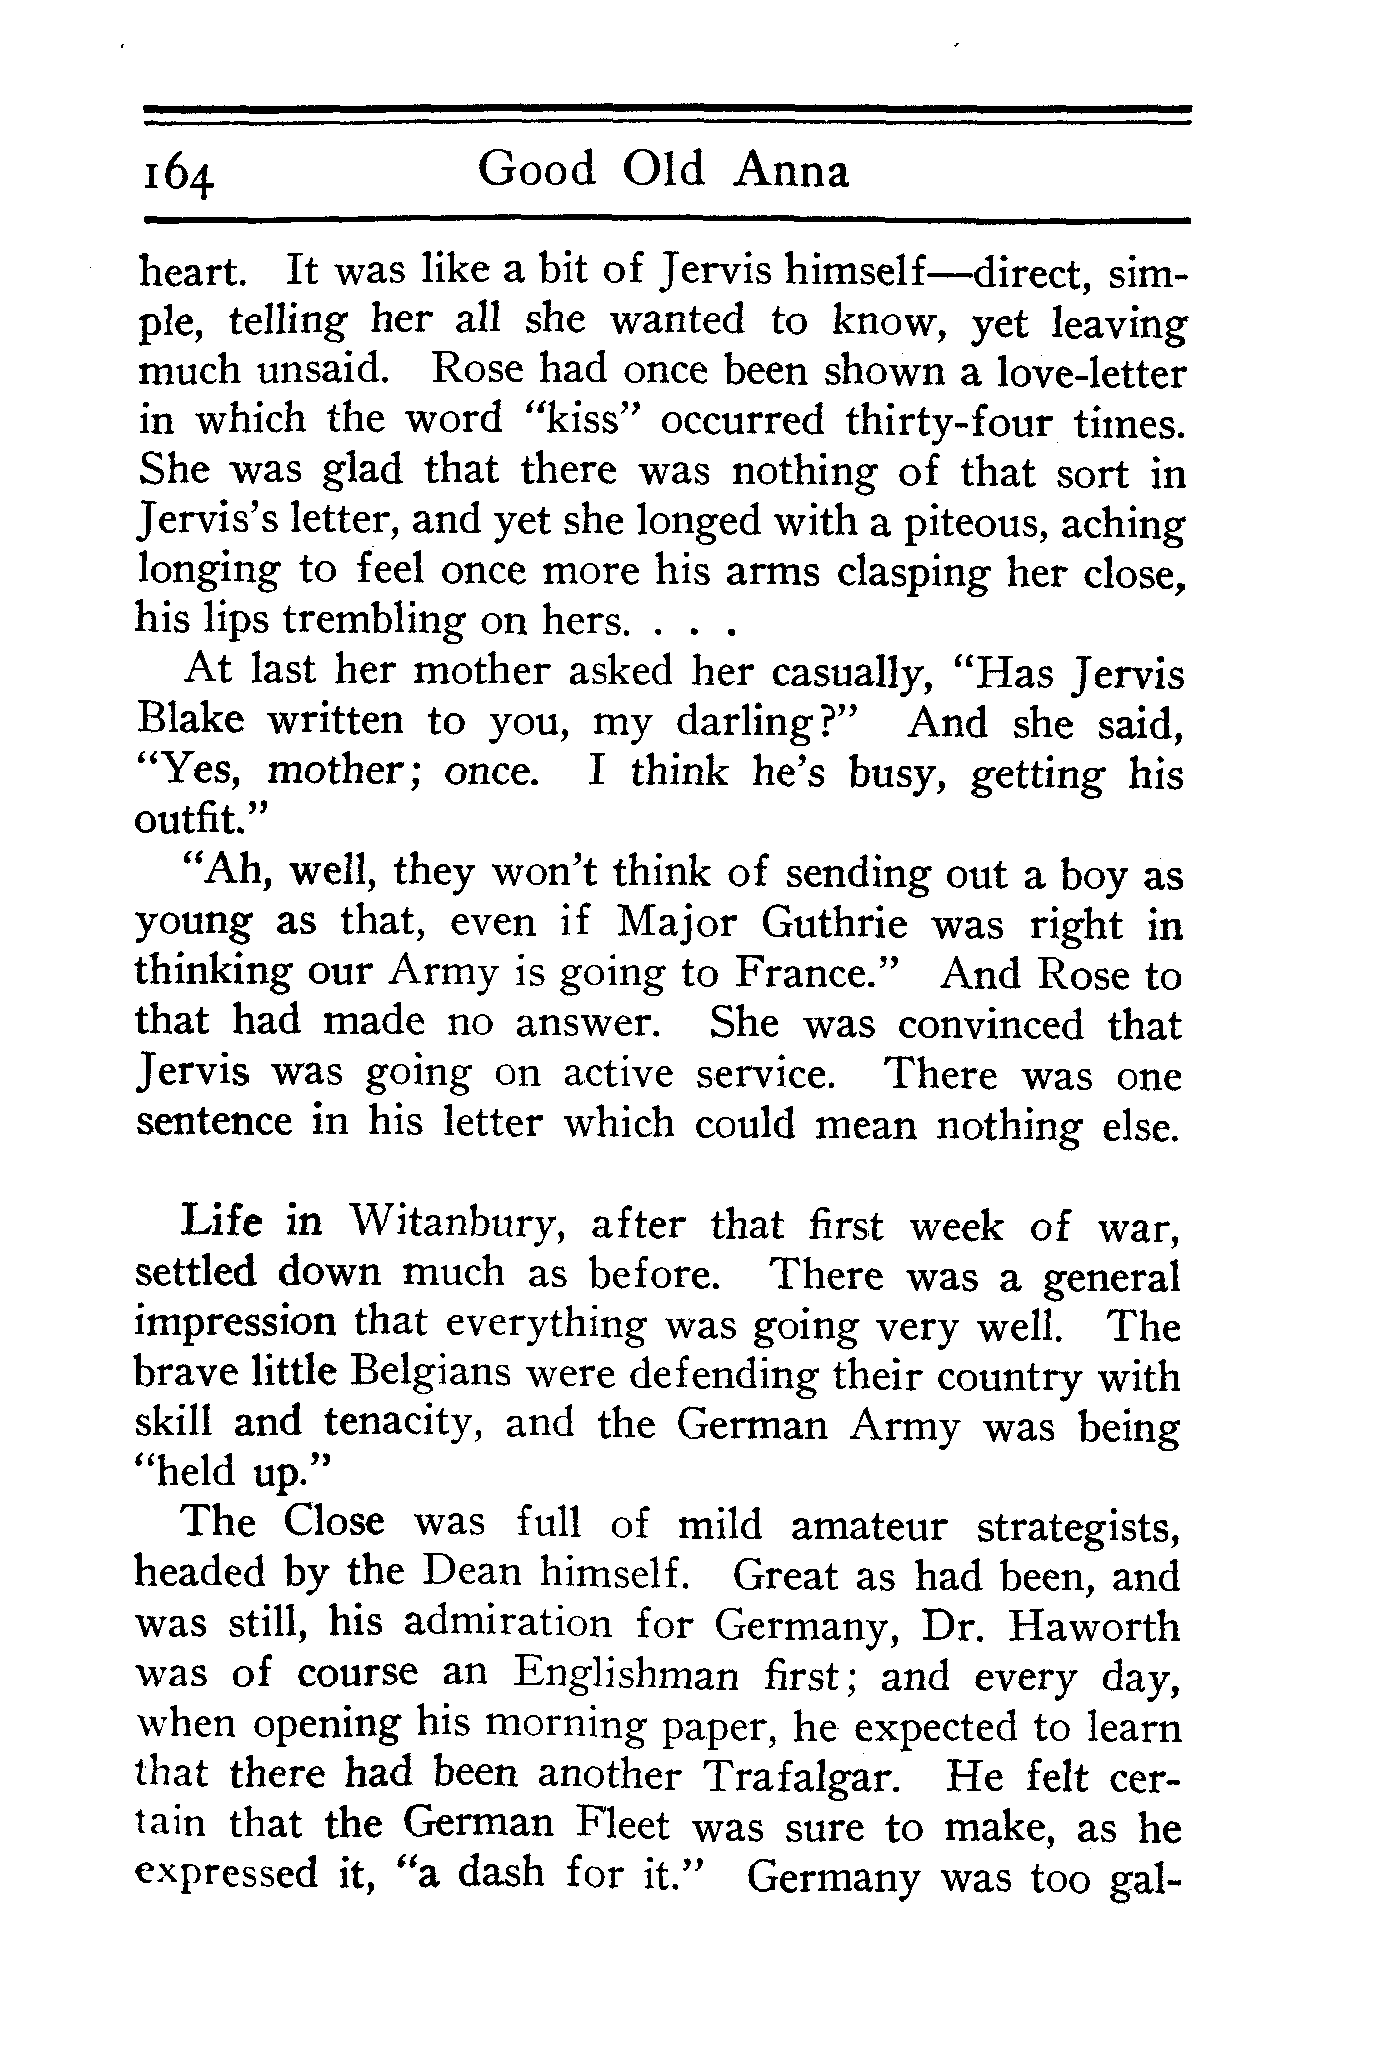 164 Good Old Anna
heart. It was like a bit of Jervis himself—direct, sim-
ple, telling her all she wanted to know, yet leaving
much unsaid. Rose had once been shown a love-letter
in which the word "kiss" occurred thirty-four times.
She was glad that there was nothing of that sort in
Jervis's letter, and yet she longed with a piteous, aching
longing to feel once more his arms clasping her close,
his lips trembling on hers. . . .
At last her mother asked her casually, "Has Jervis
Blake written to you, my darling?" And she said,
"Yes, mother; once. I think he's busy, getting his
outfit."
"Ah, well, they won't think of sending out a boy as
young as that, even if Major Guthrie was right in
thinking our Army is going to France." And Rose to
that had made no answer. She was convinced that
Jervis was going on active service. There was one
sentence in his letter which could mean nothing else.
Life in Witanbury, after that first week of war,
settled down much as before. There was a general
impression that everything was going very well. The
brave little Belgians were defending their country with
skill and tenacity, and the German Army was being
"held up."
The Close was full of mild amateur strategists,
headed by the Dean himself. Great as had been, and
was still, his admiration for Germany, Dr. Haworth
was of course an Englishman first; and every day,
when opening his morning paper, he expected to learn
that there had been another Trafalgar. He felt cer-
tain that the German Fleet was sure to make, as he
expressed it, "a dash for it." Germany was too gal-